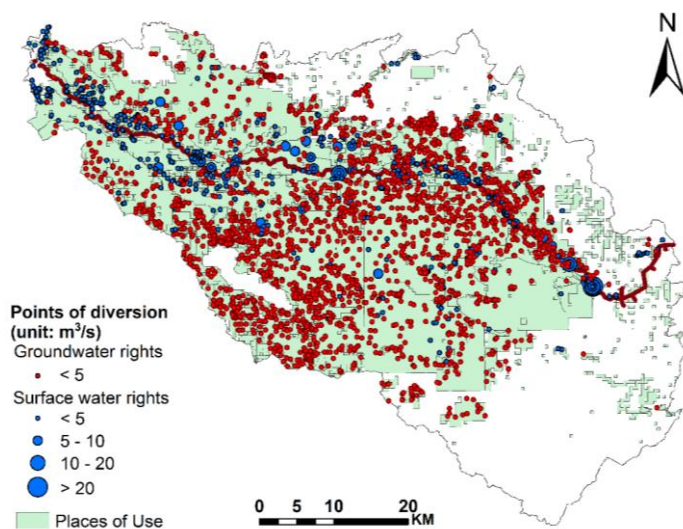 N
Points of diversion
(unit: m³/s)
Groundwater rights
< 5
Surface water rights
< 5
5 - 10
10 - 20
> 20
Places of Use
0 5 10 20
KM